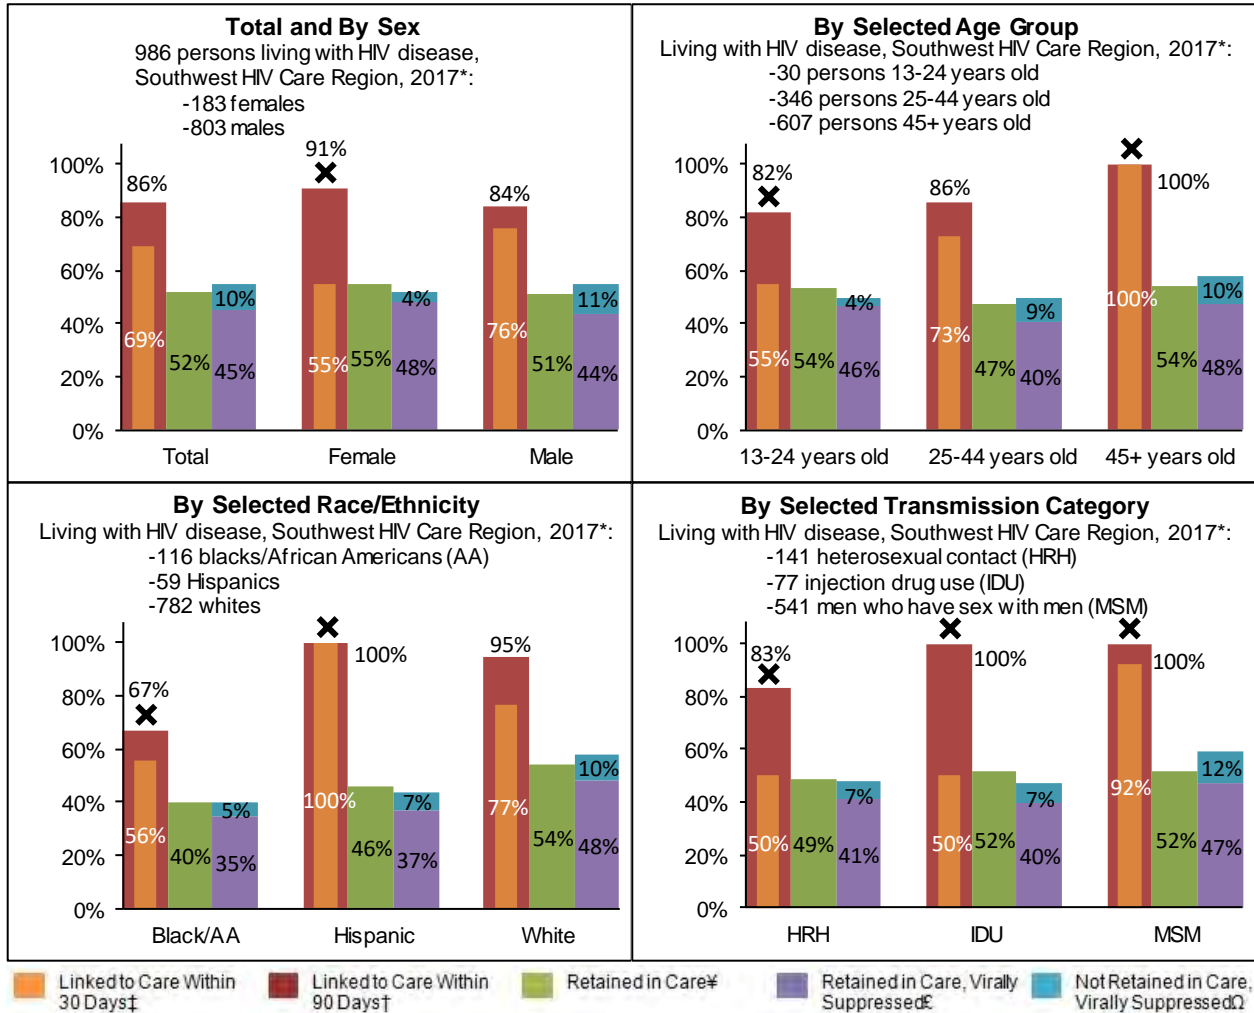 Total and By Sex
986 persons living with HIV disease,
Southwest HIV Care Region, 2017*:
-183 females
-803 males
100%
80%
60%
40%
20%
0%
86%
69%
52%
10%
45%
91%
55%
55%
4%
48%
84%
76%
51%
11%
44%
Total
Female
Male
By Selected Age Group
Living with HIV disease, Southwest HIV Care Region, 2017*:
-30 persons 13-24 years old
-346 persons 25-44 years old
-607 persons 45+ years old
100%
80%
60%
40%
20%
0%
82%
55%
54%
4%
46%
86%
73%
47%
9%
40%
100%
100%
54%
10%
48%
13-24 years old
25-44 years old
45+ years old
By Selected Race/Ethnicity
Living with HIV disease, Southwest HIV Care Region, 2017*:
-116 blacks/African Americans (AA)
-59 Hispanics
-782 whites
100%
80%
60%
40%
20%
0%
67%
56%
40%
5%
35%
100%
100%
46%
7%
37%
95%
77%
54%
10%
48%
Black/AA
Hispanic
White
By Selected Transmission Category
Living with HIV disease, Southwest HIV Care Region, 2017*:
-141 heterosexual contact (HRH)
-77 injection drug use (IDU)
-541 men who have sex with men (MSM)
100%
80%
60%
40%
20%
0%
83%
50%
49%
7%
41%
100%
50%
52%
7%
40%
100%
92%
52%
12%
47%
HRH
IDU
MSM
Linked to Care Within
30 Days‡
Linked to Care Within
90 Days†
Retained in Care¥
Retained in Care, Virally
Suppressed£
Not Retained in Care,
Virally SuppressedΩ